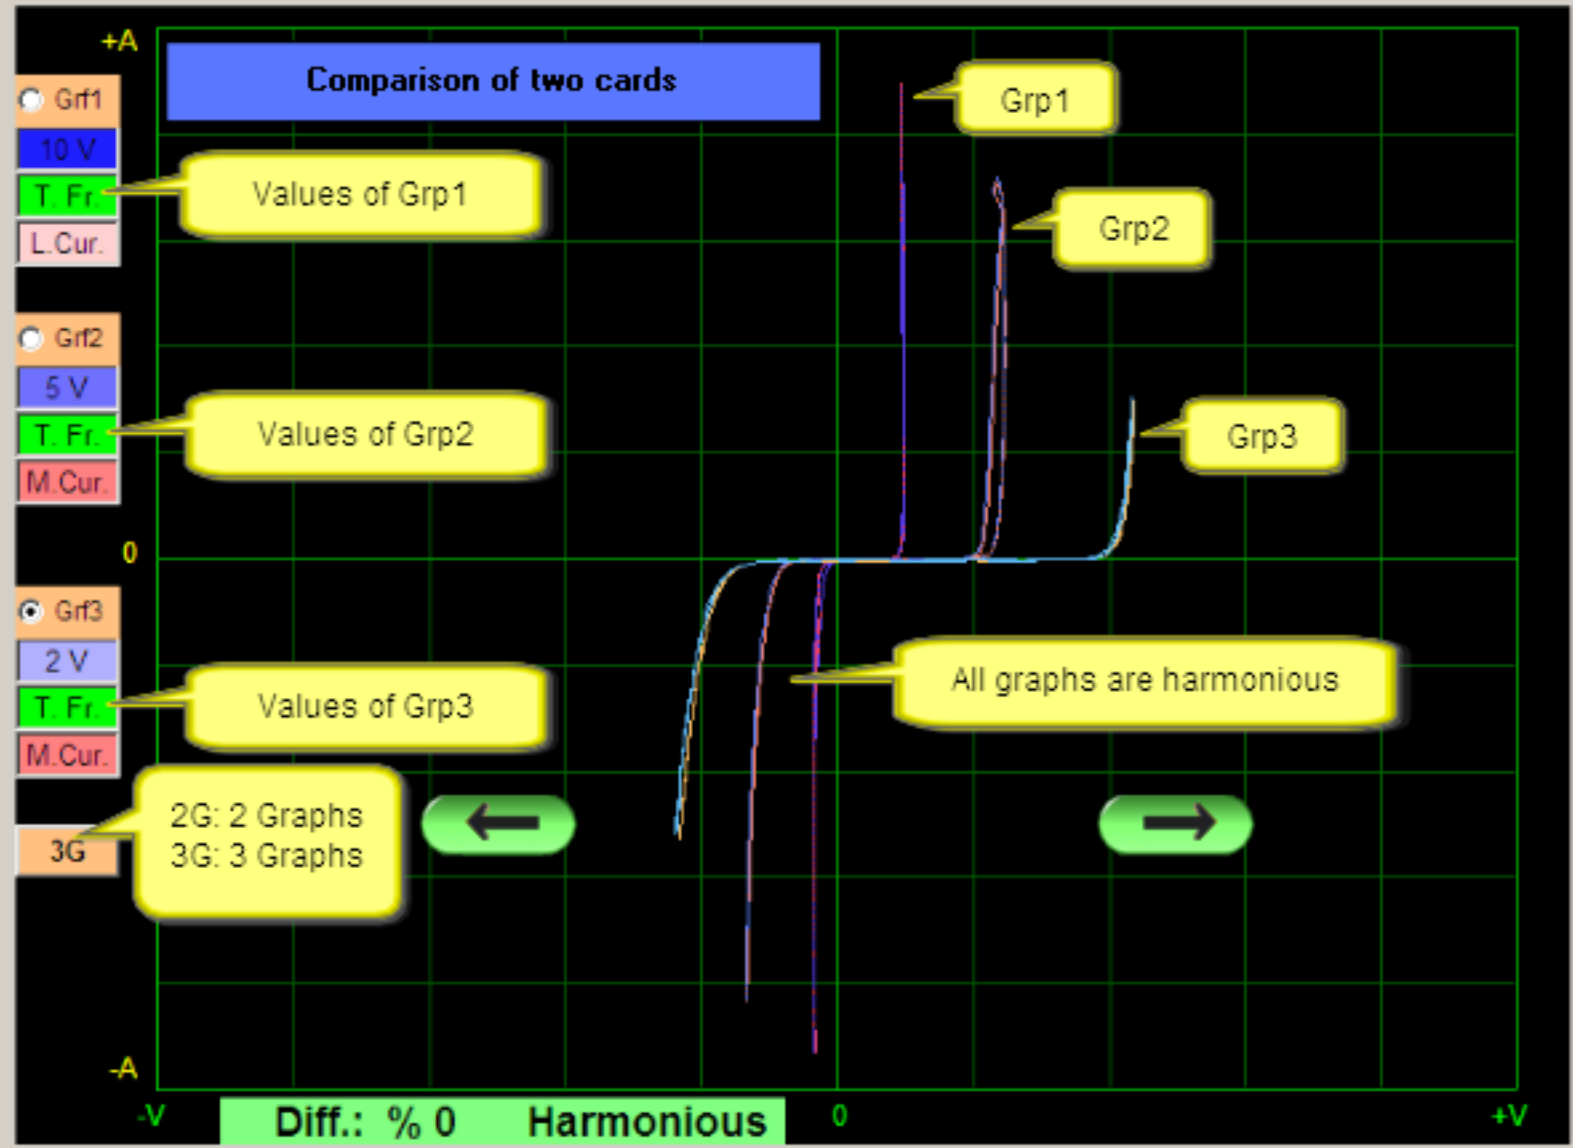 +A
Comparison of two cards
Grp1
Grf1
10 V
T. Fr.
L.Cur.
Values of Grp1
Grp2
Grf2
5 V
T. Fr.
M.Cur.
Values of Grp2
Grp3
0
Grf3
2 V
T. Fr.
M.Cur.
Values of Grp3
All graphs are harmonious
2G: 2 Graphs
3G: 3 Graphs
3G
-A
-V
Diff.: % 0 Harmonious
0
+V